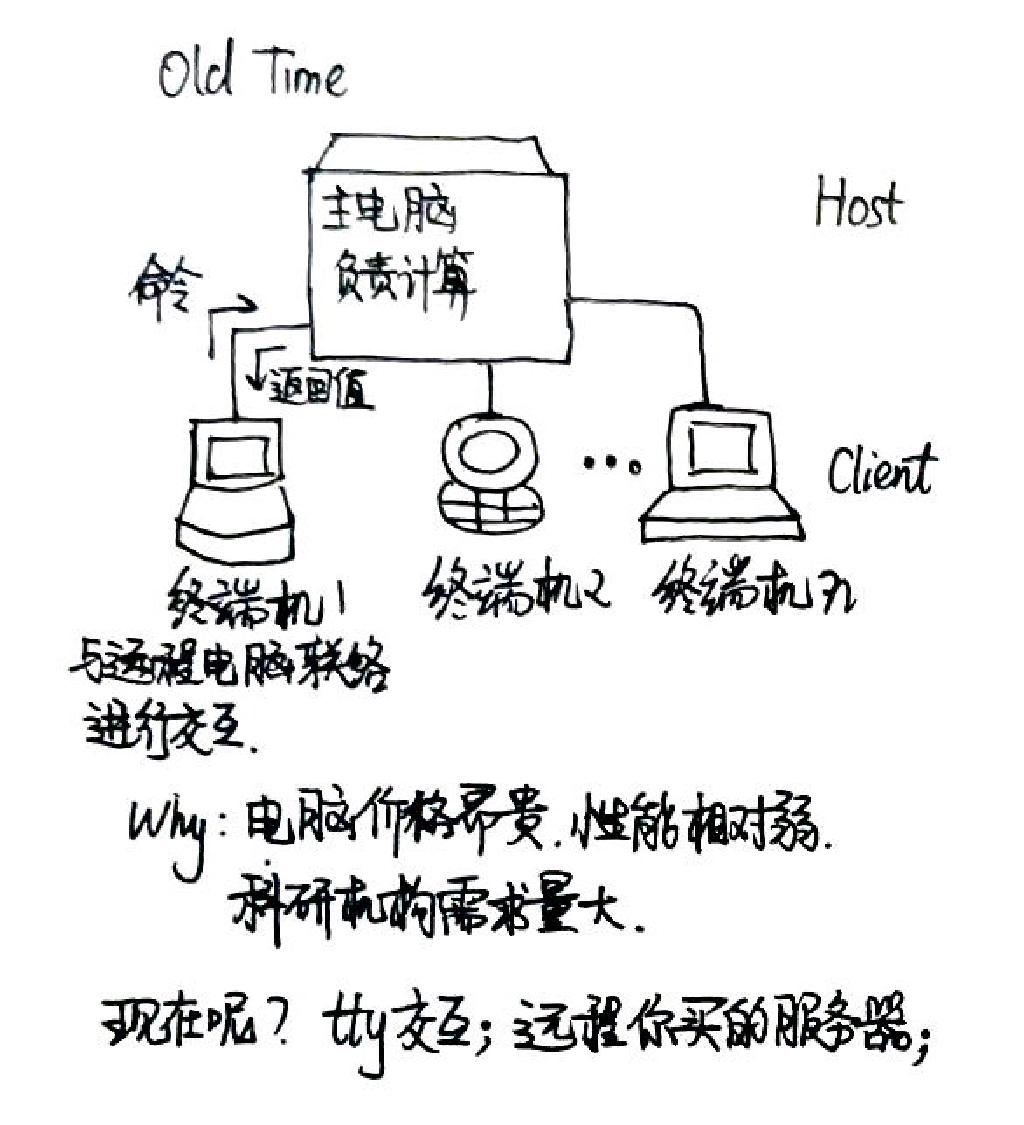 Old Time
主电脑
负责计算
Host
命令
返回值
Client
终端机1
终端机2
终端机n
与远程电脑联络
进行交互.
Why: 电脑价格昂贵.性能相对弱.
科研机构需求量大.
现在呢? tty交互;远程你买的服务器;